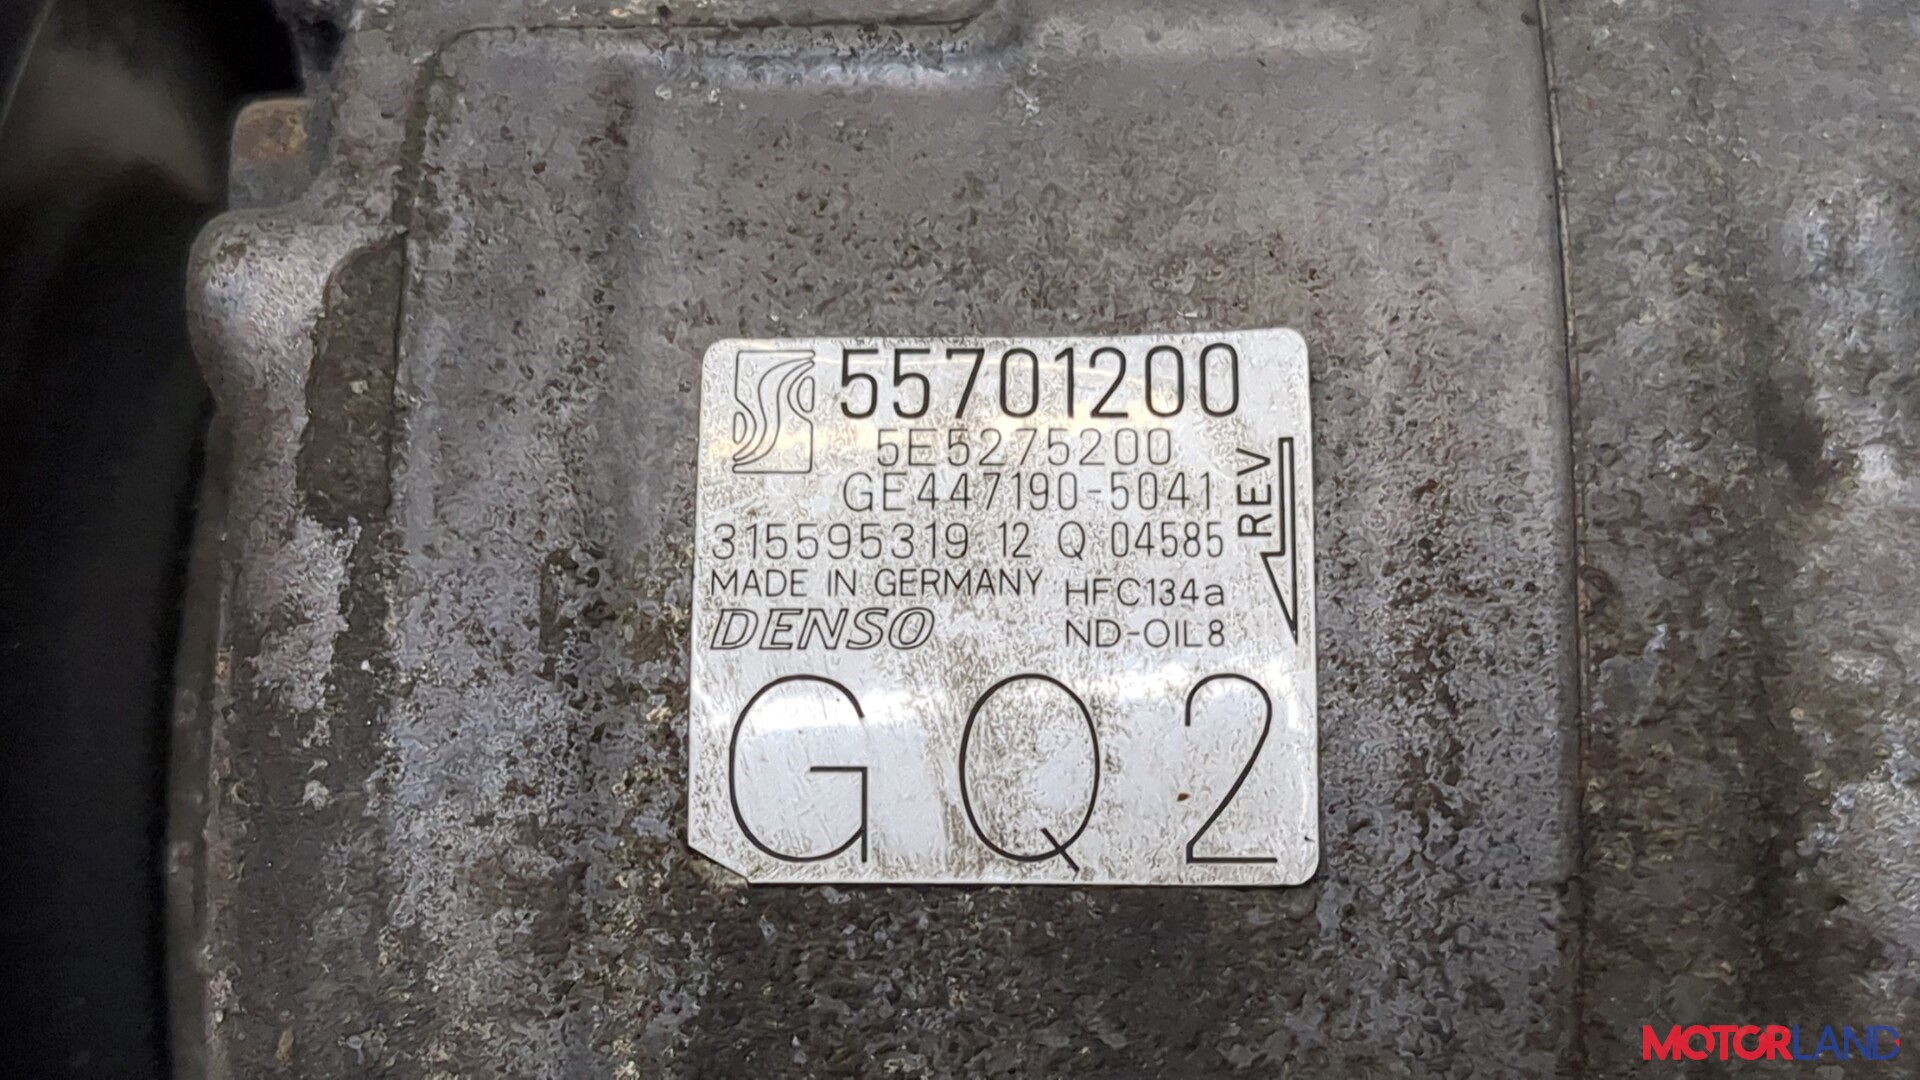 55701200
5E5275200
GE447190-5041
REV
315595319 12 Q 04585
MADE IN GERMANY HFC134a
DENSO ND-OIL8
GQ2
MOTORLAND